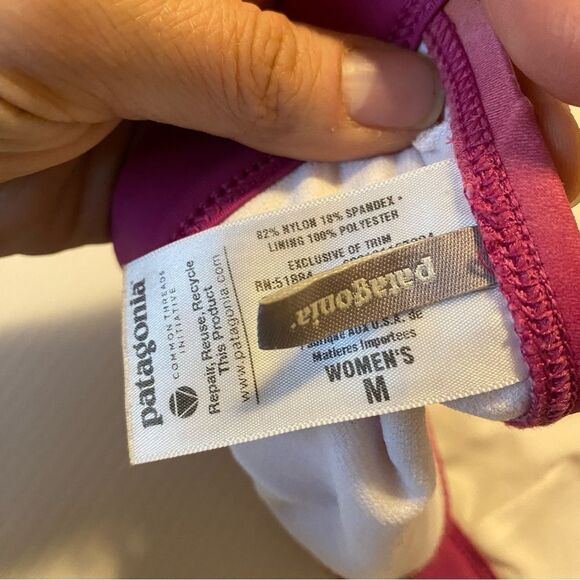 82% NYLON 18% SPANDEX •
LINING 100% POLYESTER
EXCLUSIVE OF TRIM
RN-51884
patagonia
Fabrique Aux U.S.A. de
Matieres Importees
WOMEN'S
M
patagonia
COMMON THREADS
INITIATIVE
Repair, Reuse, Recycle
This Product
www.patagonia.